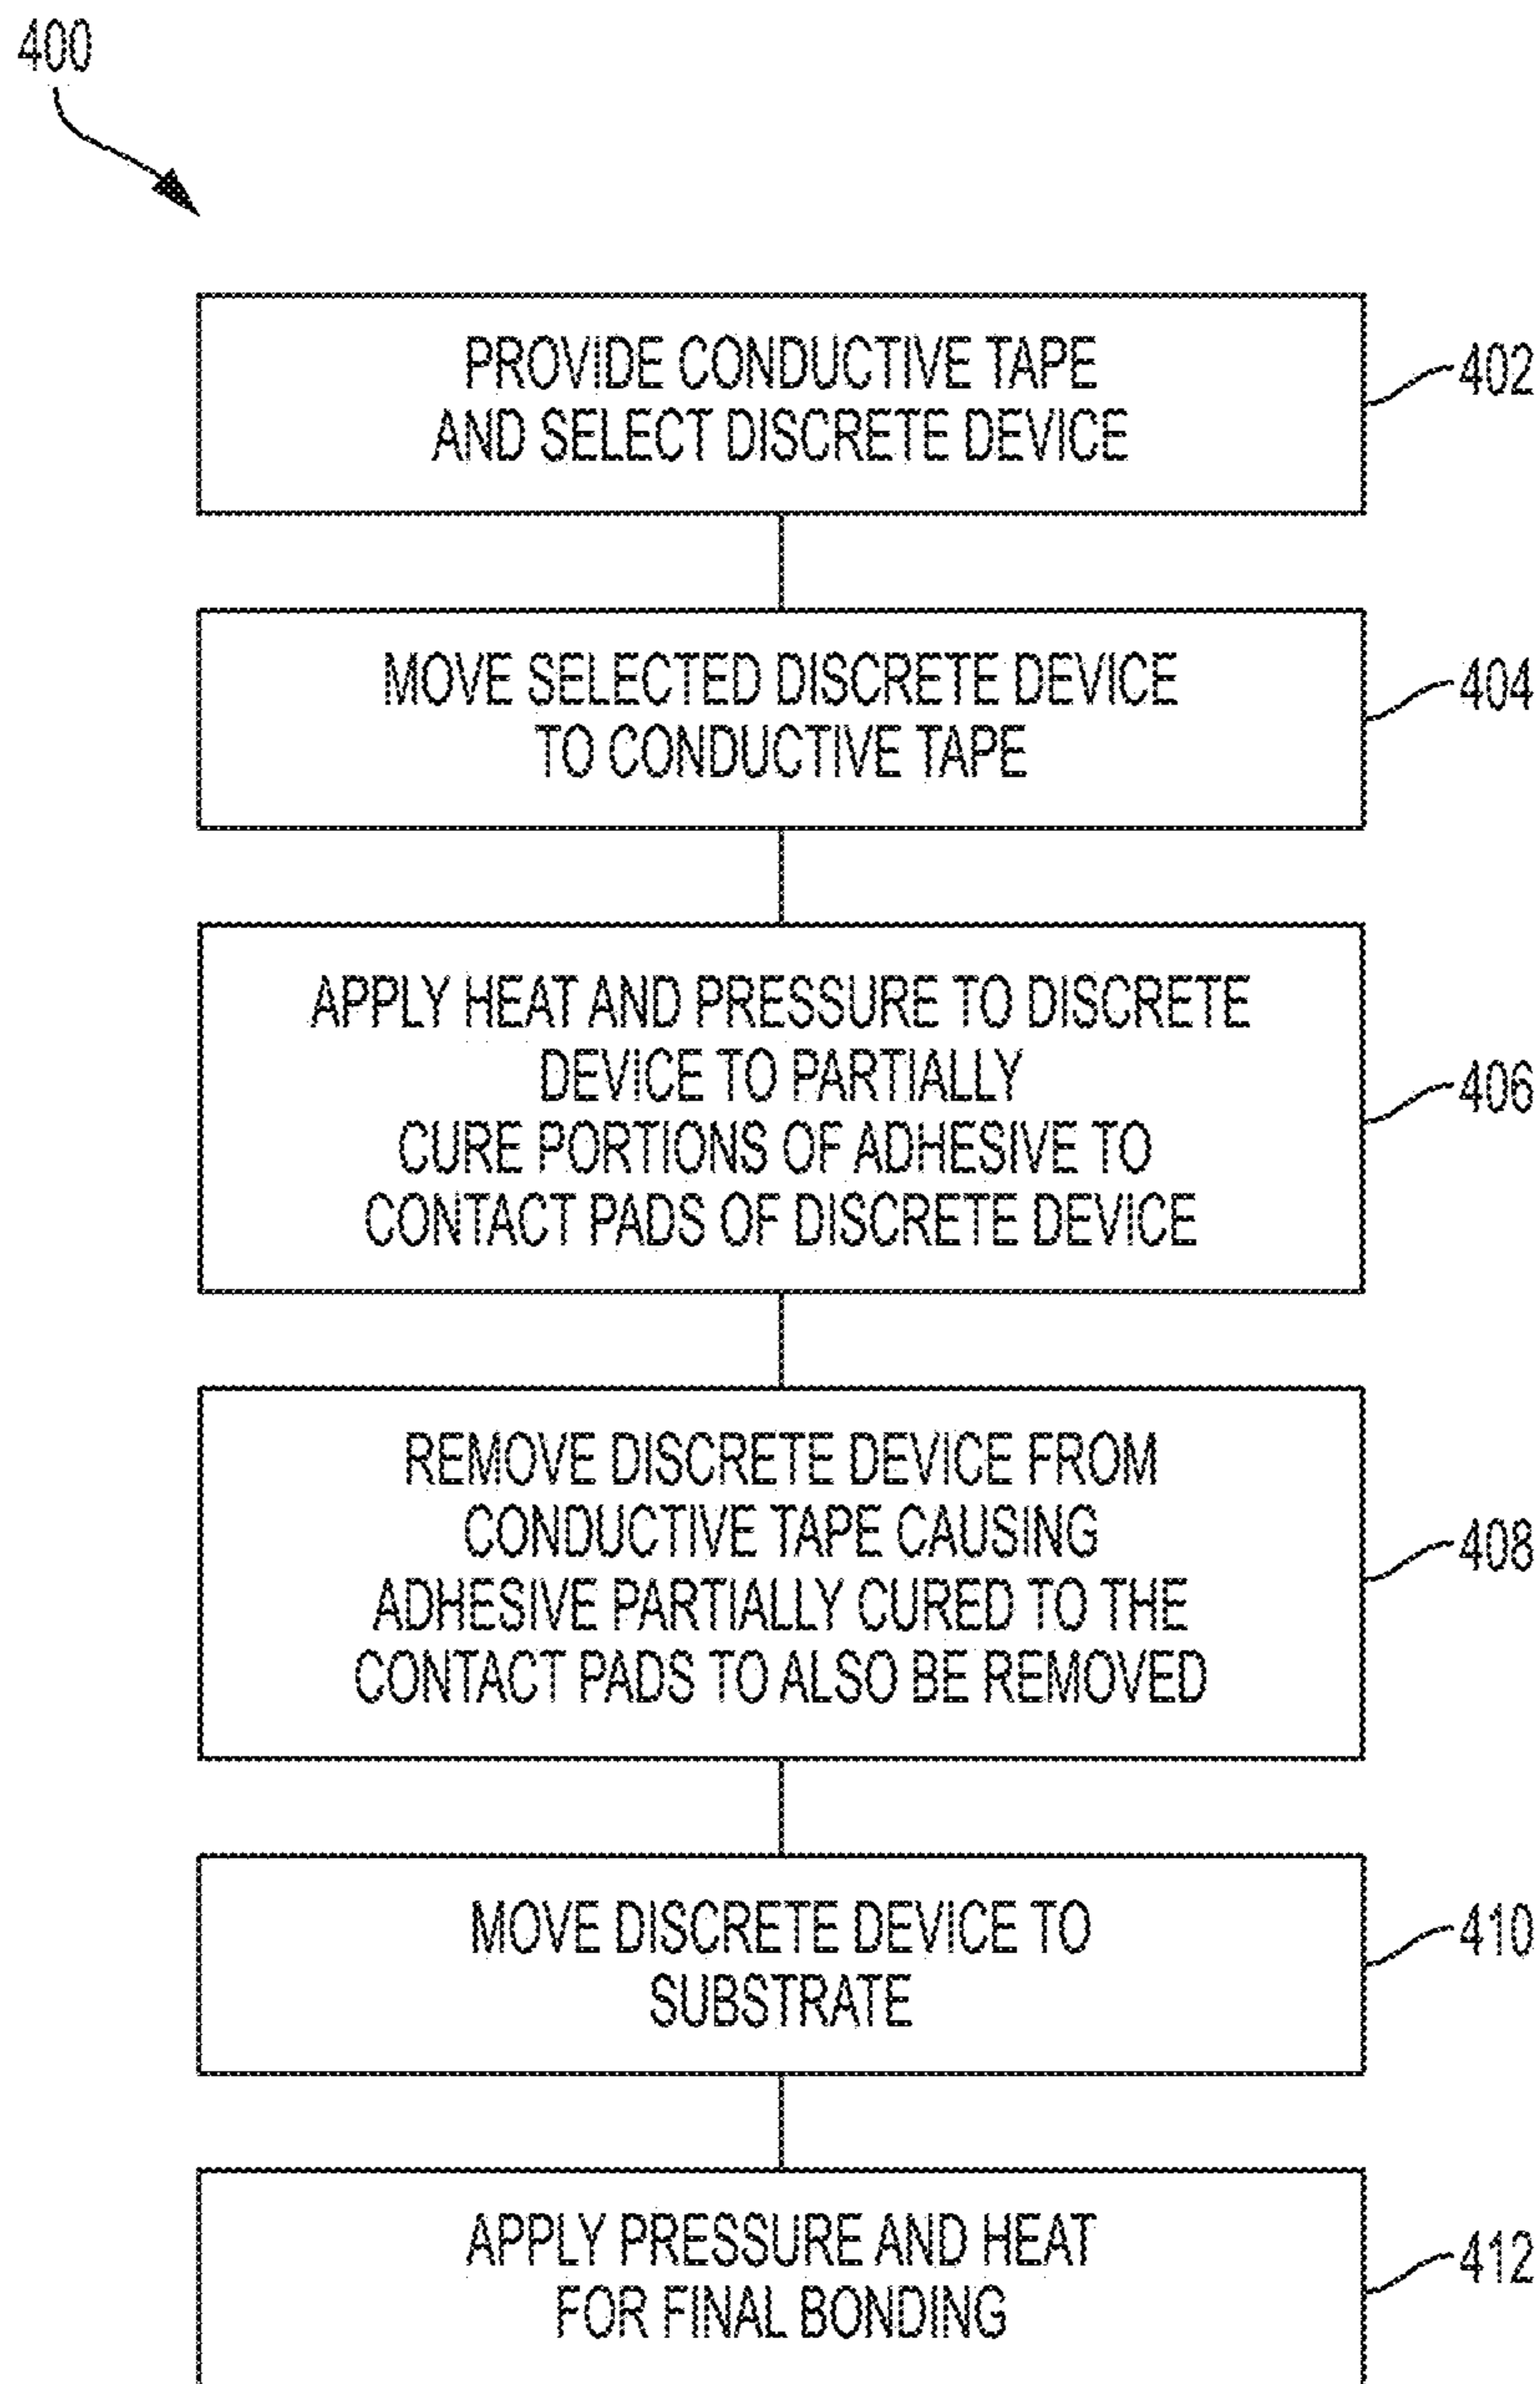 400
PROVIDE CONDUCTIVE TAPE
AND SELECT DISCRETE DEVICE
402
MOVE SELECTED DISCRETE DEVICE
TO CONDUCTIVE TAPE
404
APPLY HEAT AND PRESSURE TO DISCRETE
DEVICE TO PARTIALLY
CURE PORTIONS OF ADHESIVE TO
CONTACT PADS OF DISCRETE DEVICE
406
REMOVE DISCRETE DEVICE FROM
CONDUCTIVE TAPE CAUSING
ADHESIVE PARTIALLY CURED TO THE
CONTACT PADS TO ALSO BE REMOVED
408
MOVE DISCRETE DEVICE TO
SUBSTRATE
410
APPLY PRESSURE AND HEAT
FOR FINAL BONDING
412